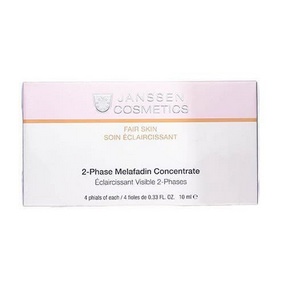 JANSSEN
COSMETICS
FAIR SKIN
SOIN ÉCLAIRCISSANT
2-Phase Melafadin Concentrate
Éclaircissant Visible 2-Phases
4 phials of each / 4 fioles de 0.33 FL. OZ. 10 ml e